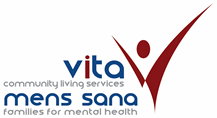 vita
community living services
mens sana
families for mental health